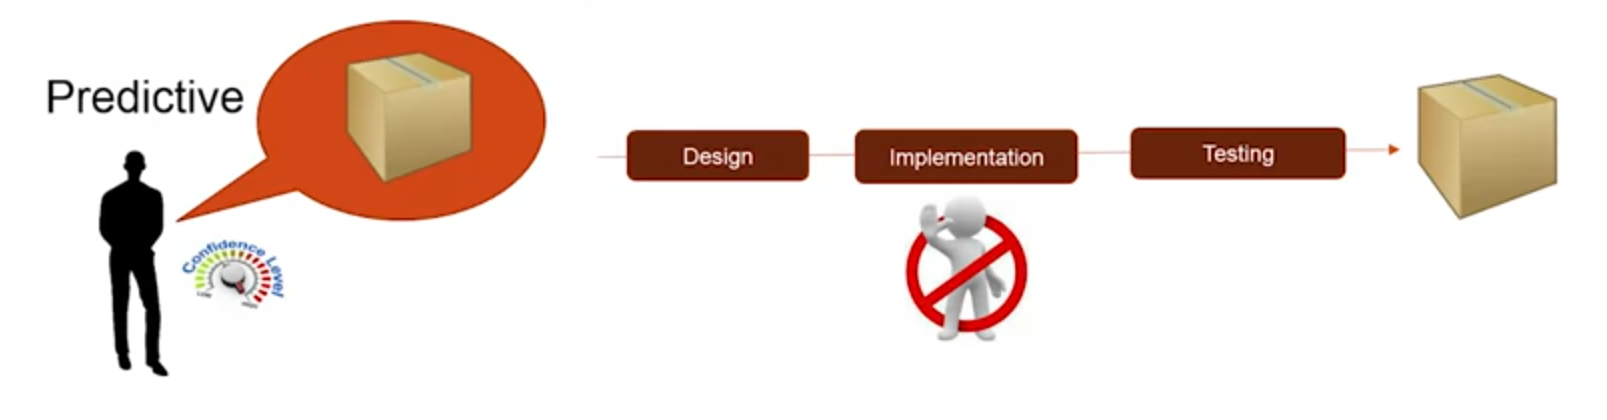 Predictive
Design
Implementation
Testing
Confidence Level